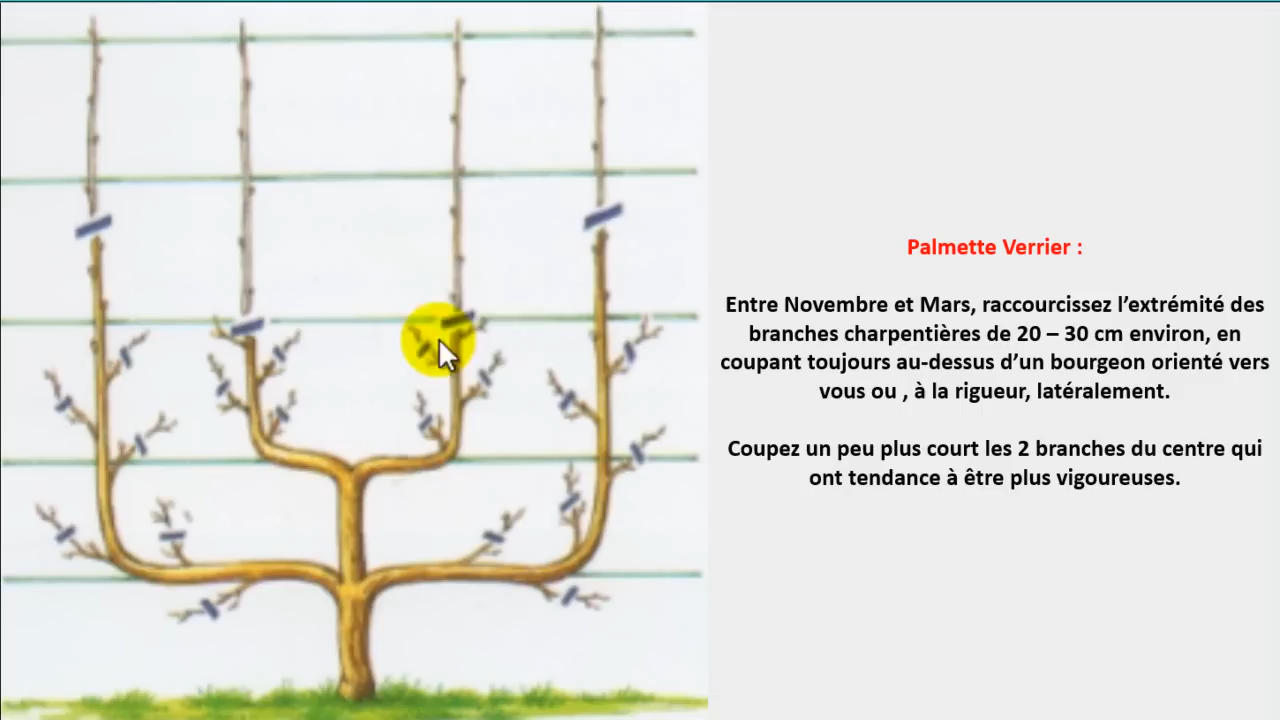 Palmette Verrier :
Entre Novembre et Mars, raccourcissez l’extrémité des
branches charpentières de 20 – 30 cm environ, en
coupant toujours au-dessus d’un bourgeon orienté vers
vous ou , à la rigueur, latéralement.
Coupez un peu plus court les 2 branches du centre qui
ont tendance à être plus vigoureuses.